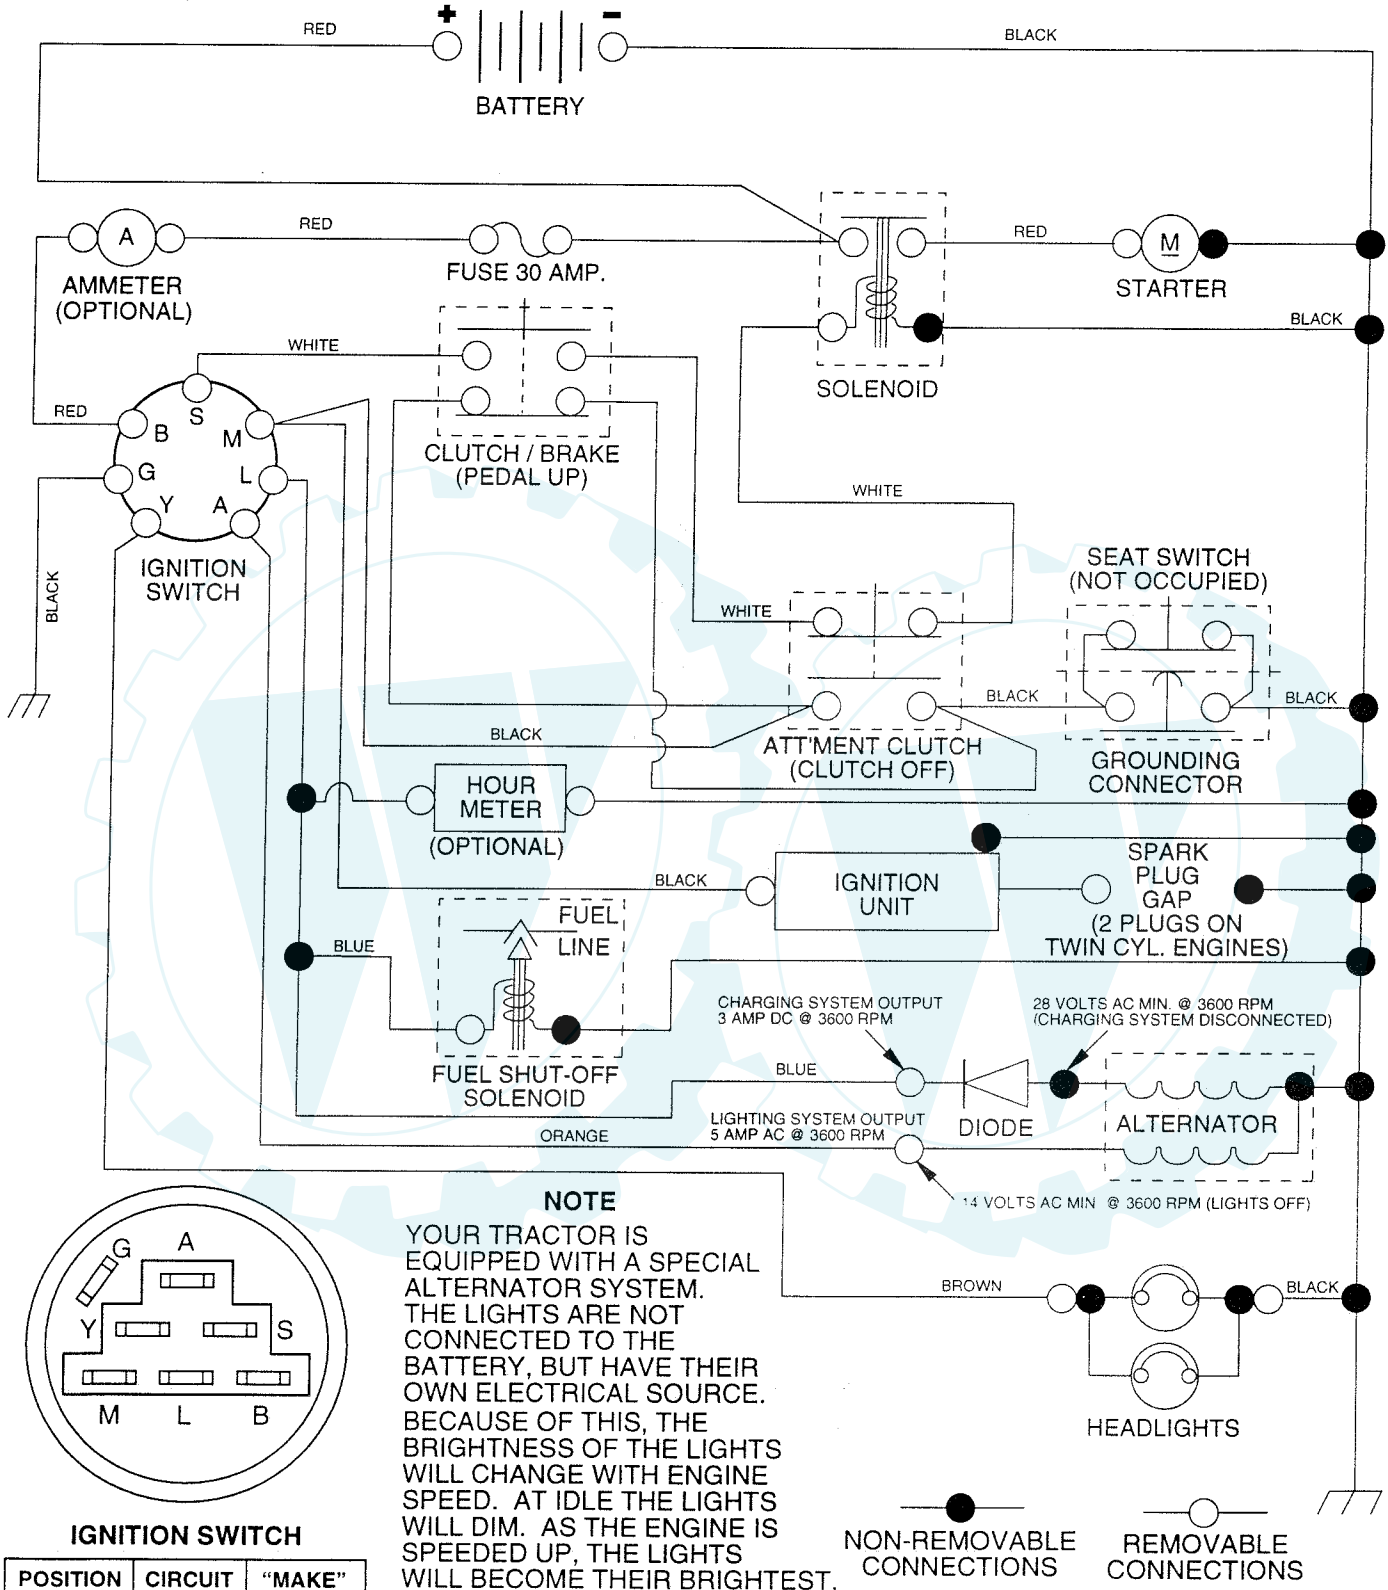 + -
RED
BLACK
BATTERY
RED
RED
A
M
AMMETER
(OPTIONAL)
FUSE 30 AMP.
STARTER
BLACK
SOLENOID
WHITE
RED
S
B
M
G
L
Y
A
CLUTCH / BRAKE
(PEDAL UP)
WHITE
IGNITION
SWITCH
BLACK
SEAT SWITCH
(NOT OCCUPIED)
WHITE
BLACK
BLACK
BLACK
ATT'MENT CLUTCH
(CLUTCH OFF)
GROUNDING
CONNECTOR
HOUR
METER
(OPTIONAL)
BLACK
IGNITION
UNIT
SPARK
PLUG
GAP
(2 PLUGS ON
TWIN CYL. ENGINES)
FUEL
LINE
BLUE
FUEL SHUT-OFF
SOLENOID
CHARGING SYSTEM OUTPUT
3 AMP DC @ 3600 RPM
28 VOLTS AC MIN. @ 3600 RPM
(CHARGING SYSTEM DISCONNECTED)
BLUE
DIODE
ALTERNATOR
LIGHTING SYSTEM OUTPUT
5 AMP AC @ 3600 RPM
ORANGE
14 VOLTS AC MIN @ 3600 RPM (LIGHTS OFF)
BROWN
BLACK
HEADLIGHTS
G
A
Y
S
M
L
B
IGNITION SWITCH
POSITION CIRCUIT "MAKE"
NOTE
YOUR TRACTOR IS
EQUIPPED WITH A SPECIAL
ALTERNATOR SYSTEM.
THE LIGHTS ARE NOT
CONNECTED TO THE
BATTERY, BUT HAVE THEIR
OWN ELECTRICAL SOURCE.
BECAUSE OF THIS, THE
BRIGHTNESS OF THE LIGHTS
WILL CHANGE WITH ENGINE
SPEED. AT IDLE THE LIGHTS
WILL DIM. AS THE ENGINE IS
SPEEDED UP, THE LIGHTS
WILL BECOME THEIR BRIGHTEST.
NON-REMOVABLE
CONNECTIONS
REMOVABLE
CONNECTIONS